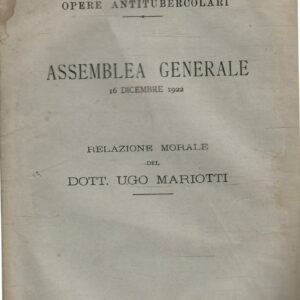 OPERE ANTITUBERCOLARI
ASSEMBLEA GENERALE
16 DICEMBRE 1922
RELAZIONE MORALE
DEL
DOTT. UGO MARIOTTI